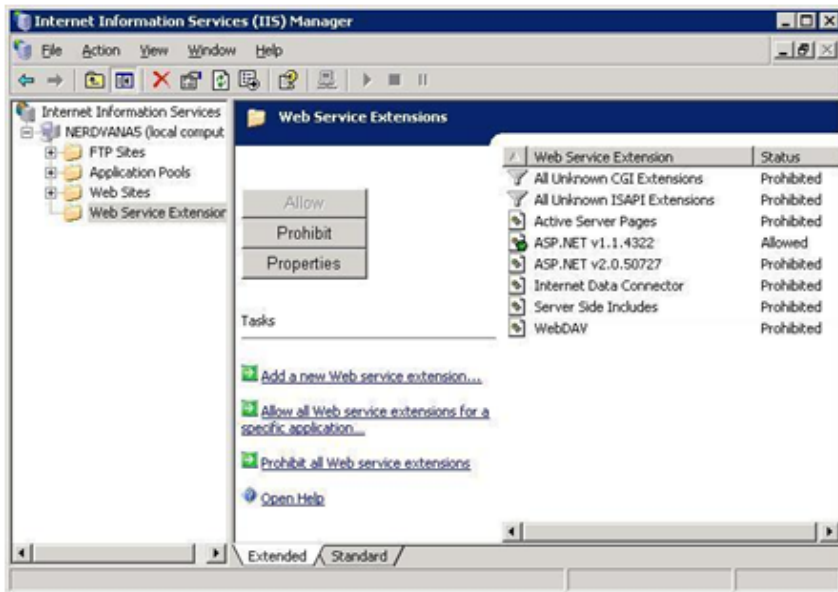 Internet Information Services (IIS) Manager
File Action View Window Help
Internet Information Services
NERDVANA5 (local comput
FTP Sites
Application Pools
Web Sites
Web Service Extension
Web Service Extensions
Allow
Prohibit
Properties
Tasks
Add a new Web service extension...
Allow all Web service extensions for a
specific application...
Prohibit all Web service extensions
Open Help
Web Service Extension Status
All Unknown CGI Extensions Prohibited
All Unknown ISAPI Extensions Prohibited
Active Server Pages Prohibited
ASP.NET v1.1.4322 Allowed
ASP.NET v2.0.50727 Prohibited
Internet Data Connector Prohibited
Server Side Includes Prohibited
WebDAV Prohibited
Extended Standard